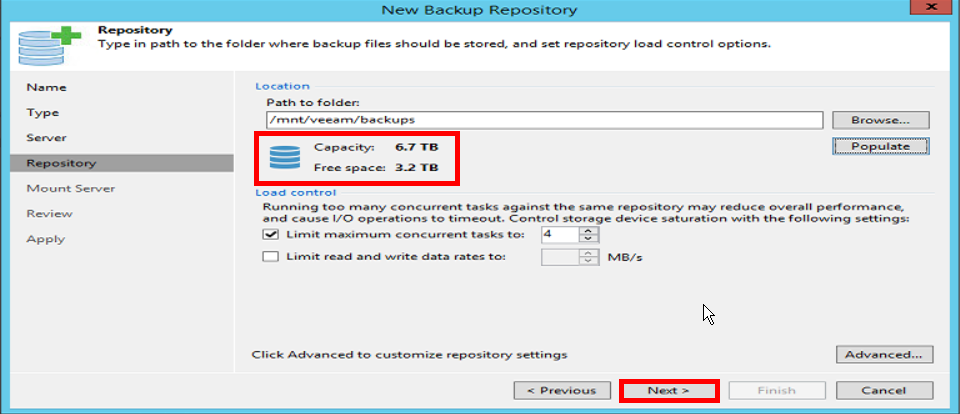 New Backup Repository
Repository
Type in path to the folder where backup files should be stored, and set repository load control options.
Name
Type
Server
Repository
Mount Server
Review
Apply
Location
Path to folder:
/mnt/veeam/backups
Browse...
Populate
Capacity: 6.7 TB
Free space: 3.2 TB
Load control
Running too many concurrent tasks against the same repository may reduce overall performance,
and cause I/O operations to timeout. Control storage device saturation with the following settings:
Limit maximum concurrent tasks to: 4
Limit read and write data rates to: MB/s
Click Advanced to customize repository settings
Advanced...
< Previous
Next >
Finish
Cancel